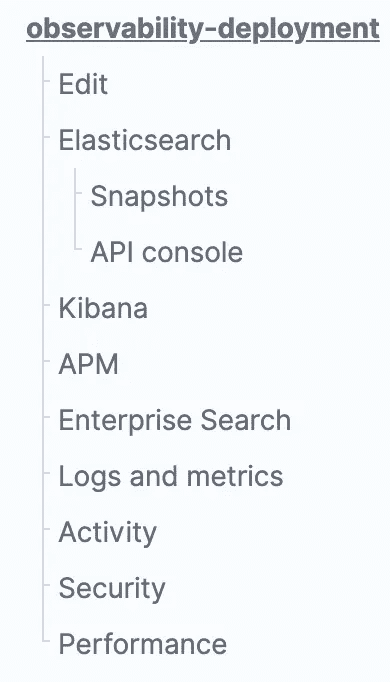 observability-deployment
Edit
Elasticsearch
Snapshots
API console
Kibana
APM
Enterprise Search
Logs and metrics
Activity
Security
Performance